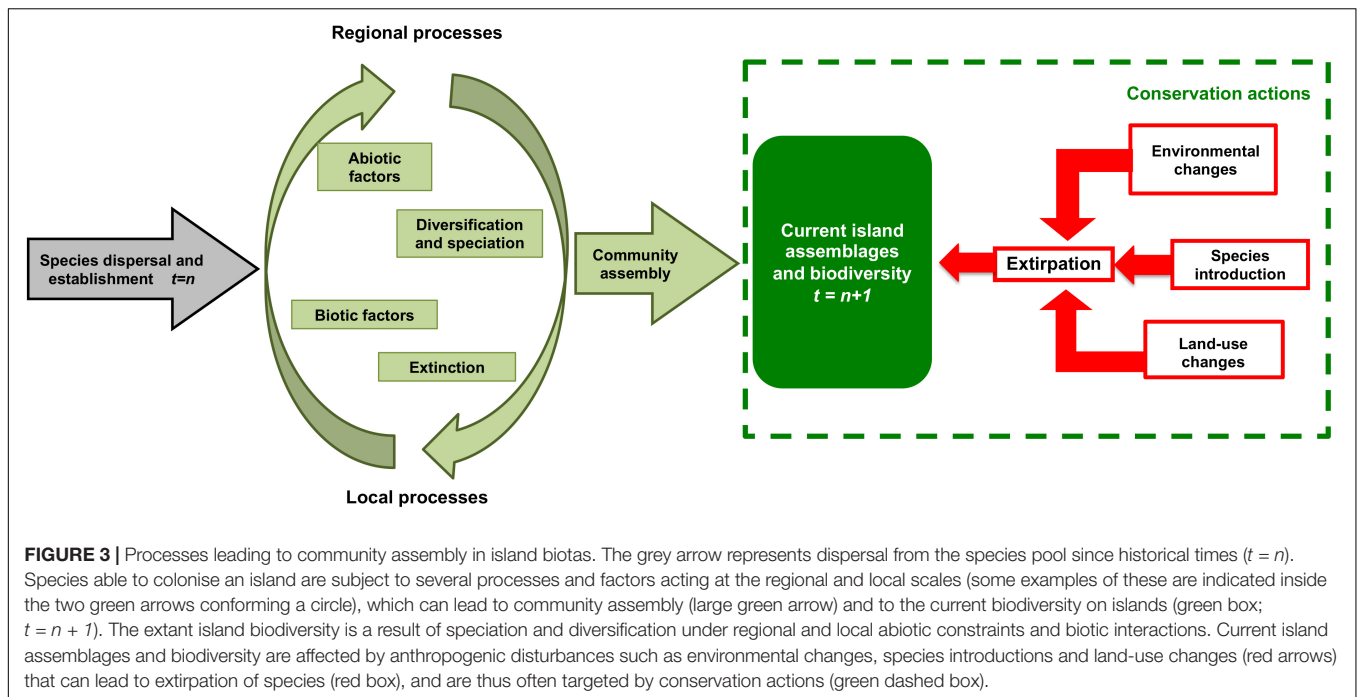 Regional processes
Conservation actions
Abiotic
factors
Environmental
changes
Diversification
and speciation
Species dispersal and
establishment t=n
Community
assembly
Current island
assemblages
and biodiversity
t = n+1
Extirpation
Species
introduction
Biotic factors
Extinction
Land-use
changes
Local processes
FIGURE 3 | Processes leading to community assembly in island biotas. The grey arrow represents dispersal from the species pool since historical times (t = n).
Species able to colonise an island are subject to several processes and factors acting at the regional and local scales (some examples of these are indicated inside
the two green arrows conforming a circle), which can lead to community assembly (large green arrow) and to the current biodiversity on islands (green box;
t = n + 1). The extant island biodiversity is a result of speciation and diversification under regional and local abiotic constraints and biotic interactions. Current island
assemblages and biodiversity are affected by anthropogenic disturbances such as environmental changes, species introductions and land-use changes (red arrows)
that can lead to extirpation of species (red box), and are thus often targeted by conservation actions (green dashed box).